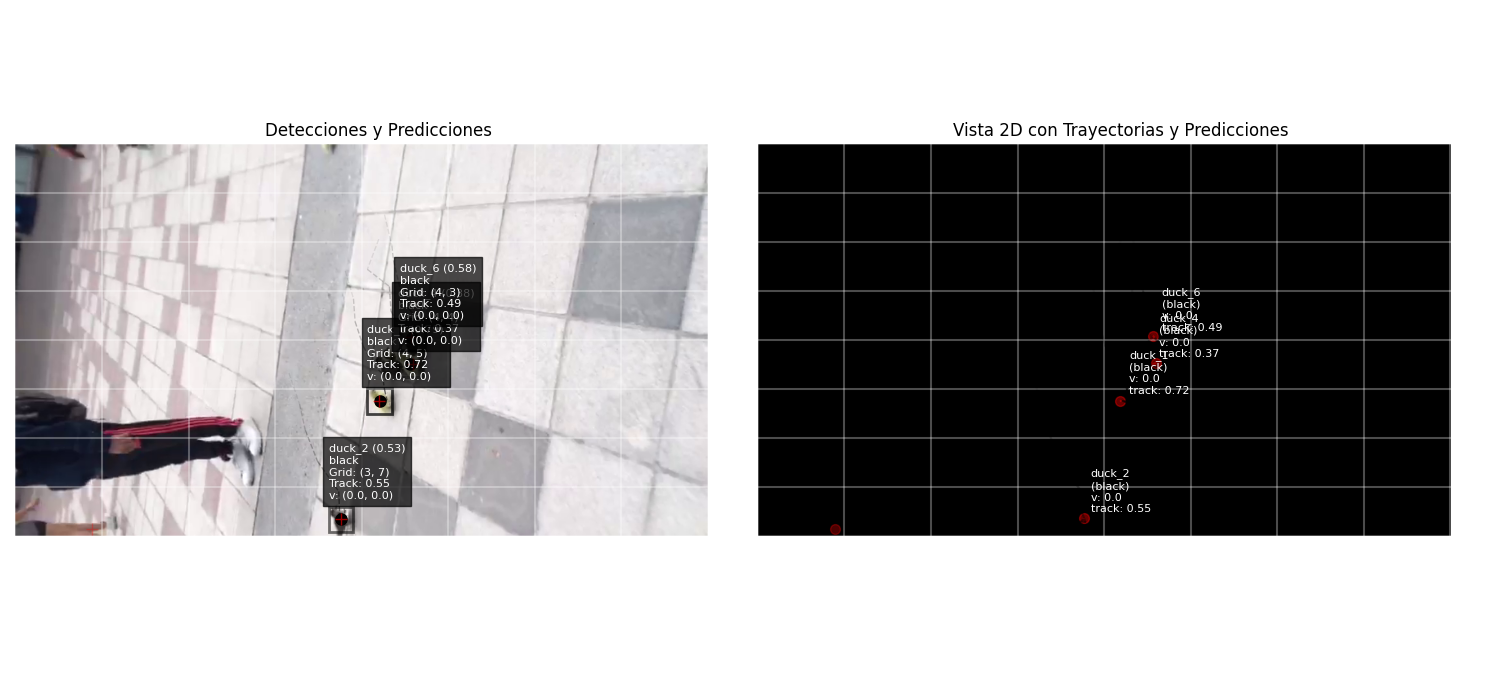 Detecciones y Predicciones
duck_6 (0.58)
black
Grid: (4, 3)
Track: 0.49
v: (0.0, 0.0)
Track: 0.37
v: (0.0, 0.0)
duck
black
Grid: (4, 5)
Track: 0.72
v: (0.0, 0.0)
duck_2 (0.53)
black
Grid: (3, 7)
Track: 0.55
v: (0.0, 0.0)
Vista 2D con Trayectorias y Predicciones
duck_6
(black)
v: 0.0
track: 0.49
duck_4
(black)
v: 0.0
track: 0.37
duck_1
(black)
v: 0.0
track: 0.72
duck_2
(black)
v: 0.0
track: 0.55